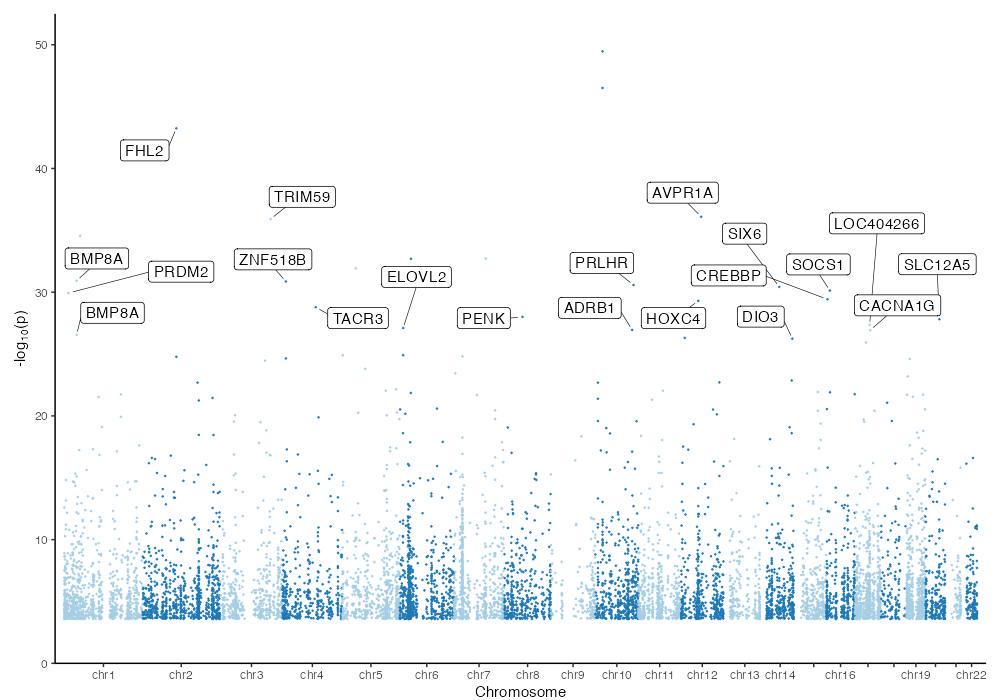 50
FHL2
40
AVPR1A
TRIM59
LOC404266
SIX6
BMP8A
ZNF518B
PRLHR
SOCS1
SLC12A5
PRDM2
ELOVL2
CREBBP
30
BMP8A
TACR3
PENK
ADRB1
HOXC4
DIO3
CACNA1G
-log10(p)
20
10
0
chr1 chr2 chr3 chr4 chr5 chr6 chr7 chr8 chr9 chr10 chr11 chr12 chr13 chr14 chr16 chr17 chr19 chr20 chr22
Chromosome